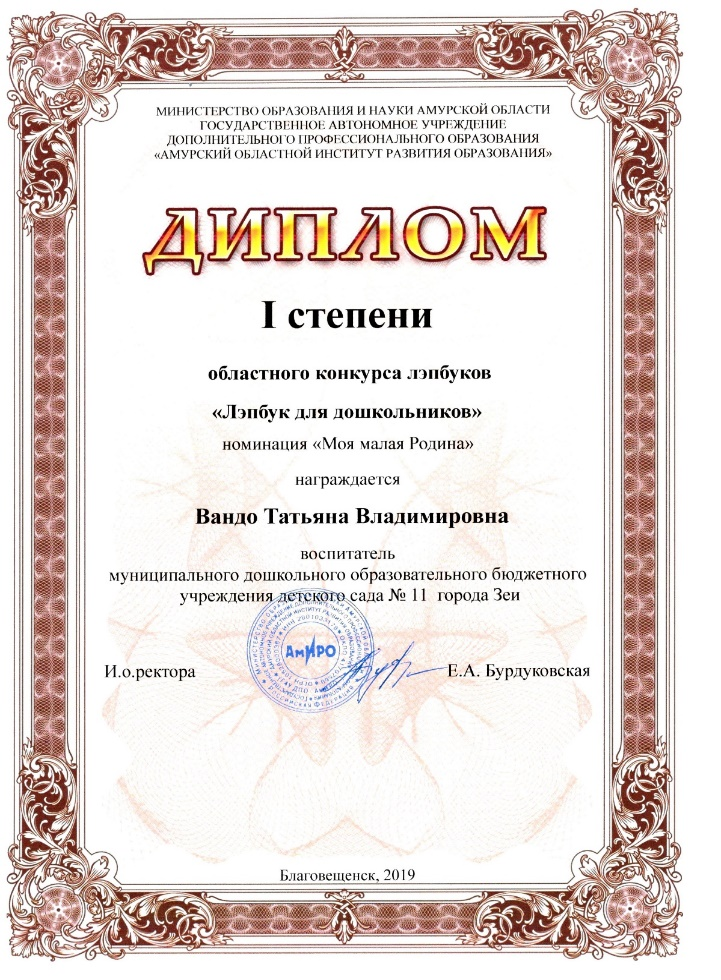 МИНИСТЕРСТВО ОБРАЗОВАНИЯ И НАУКИ АМУРСКОЙ ОБЛАСТИ
ГОСУДАРСТВЕННОЕ АВТОНОМНОЕ УЧРЕЖДЕНИЕ
ДОПОЛНИТЕЛЬНОГО ПРОФЕССИОНАЛЬНОГО ОБРАЗОВАНИЯ
«АМУРСКИЙ ОБЛАСТНОЙ ИНСТИТУТ РАЗВИТИЯ ОБРАЗОВАНИЯ»
ДИПЛОМ
I степени
областного конкурса лэпбуков
«Лэпбук для дошкольников»
номинация «Моя малая Родина»
награждается
Вандо Татьяна Владимировна
воспитатель
муниципального дошкольного образовательного бюджетного
учреждения детского сада № 11 города Зеи
АмИРО
И.о.ректора
Е.А. Бурдуковская
Благовещенск, 2019